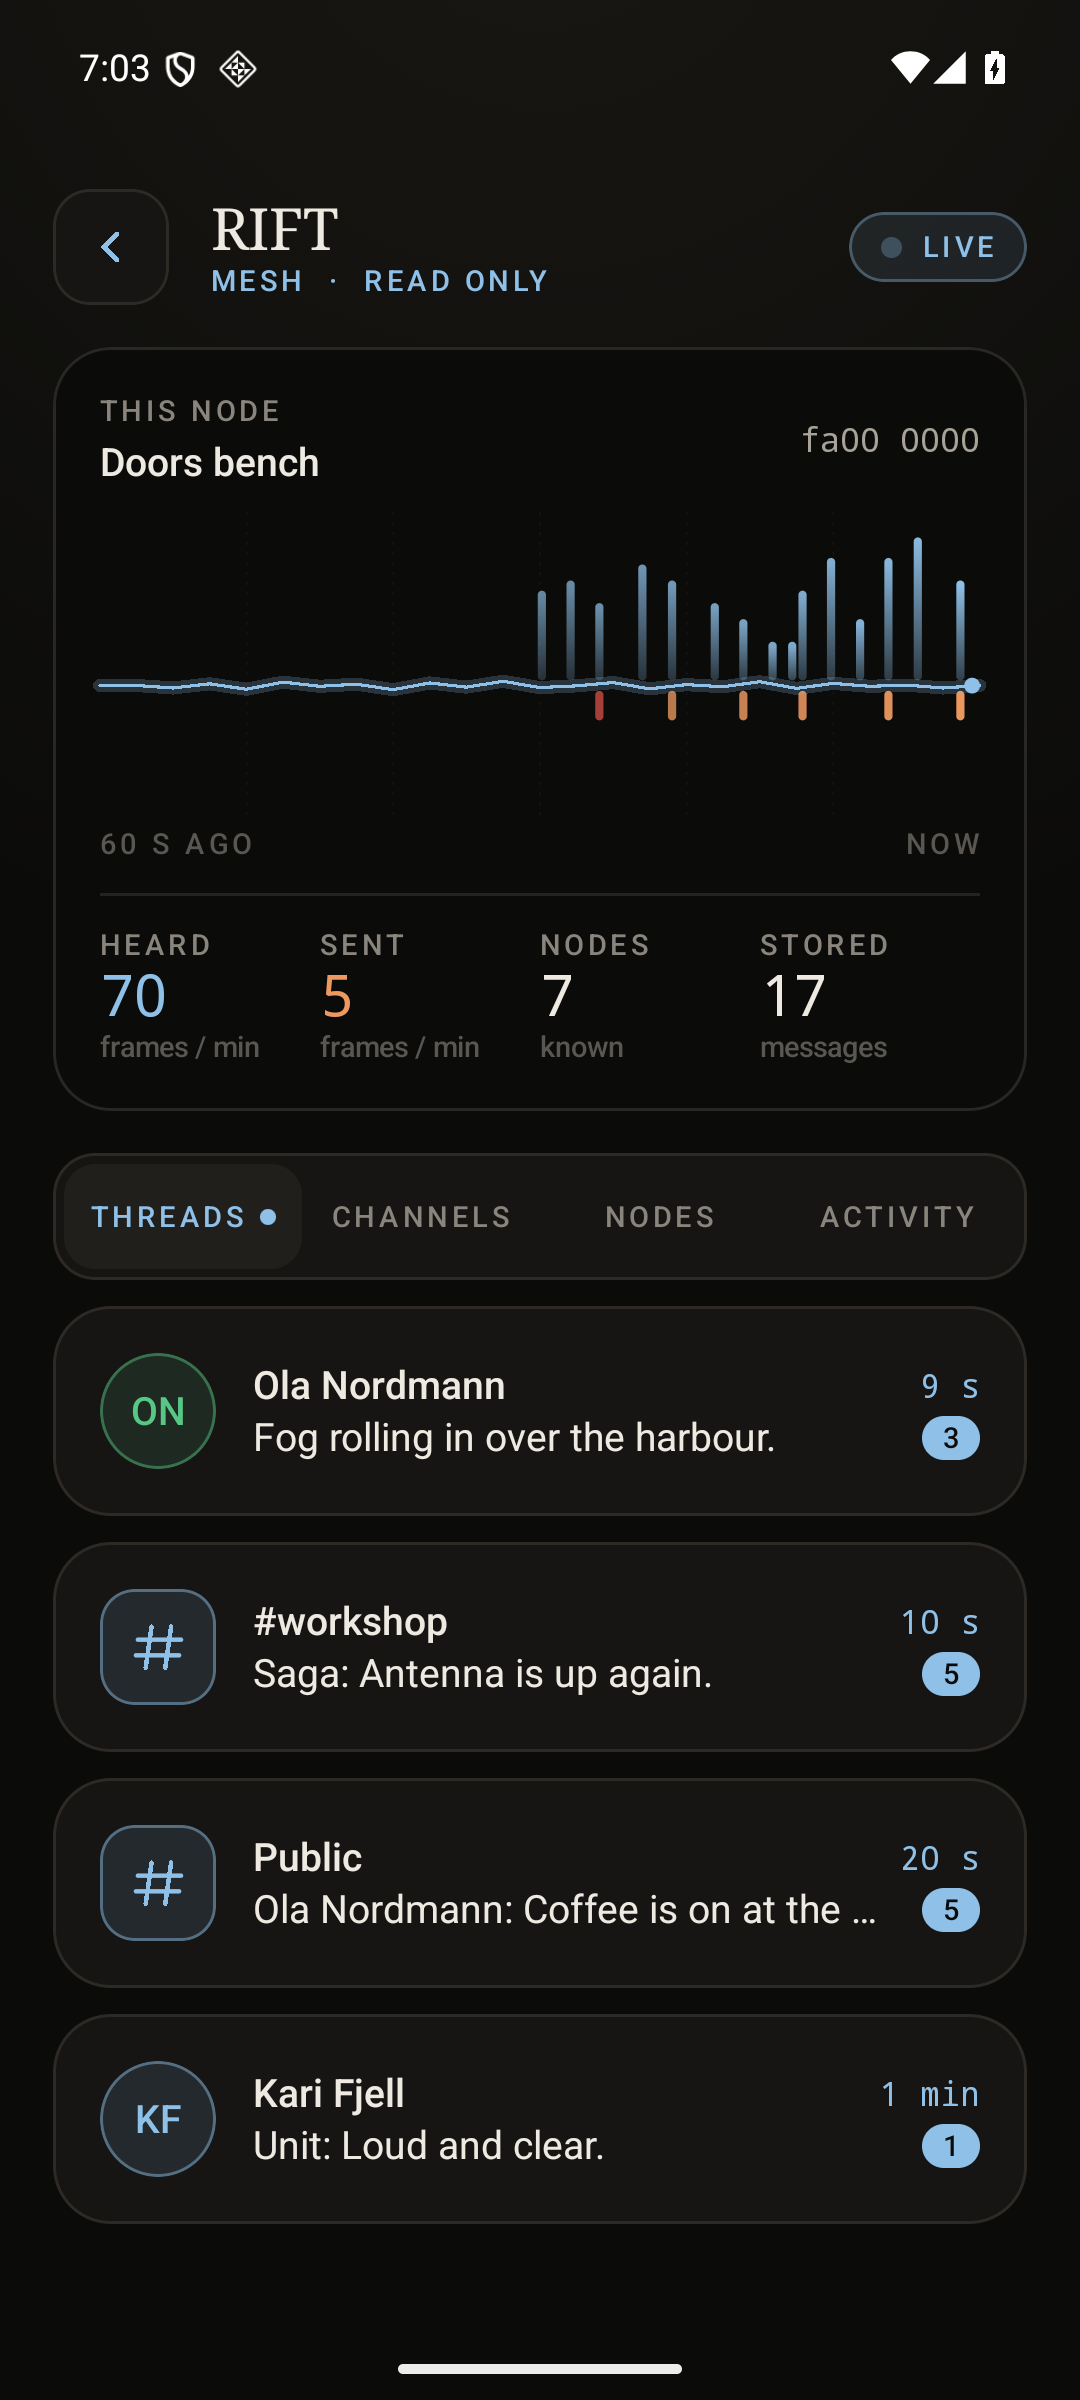 7:03
RIFT
MESH · READ ONLY
LIVE
THIS NODE
Doors bench
fa00 0000
60 S AGO
NOW
HEARD SENT NODES STORED
70 5 7 17
frames / min frames / min known messages
THREADS CHANNELS NODES ACTIVITY
ON
Ola Nordmann
9 s
Fog rolling in over the harbour.
3
#workshop
10 s
Saga: Antenna is up again.
5
Public
20 s
Ola Nordmann: Coffee is on at the ...
5
KF
Kari Fjell
1 min
Unit: Loud and clear.
1